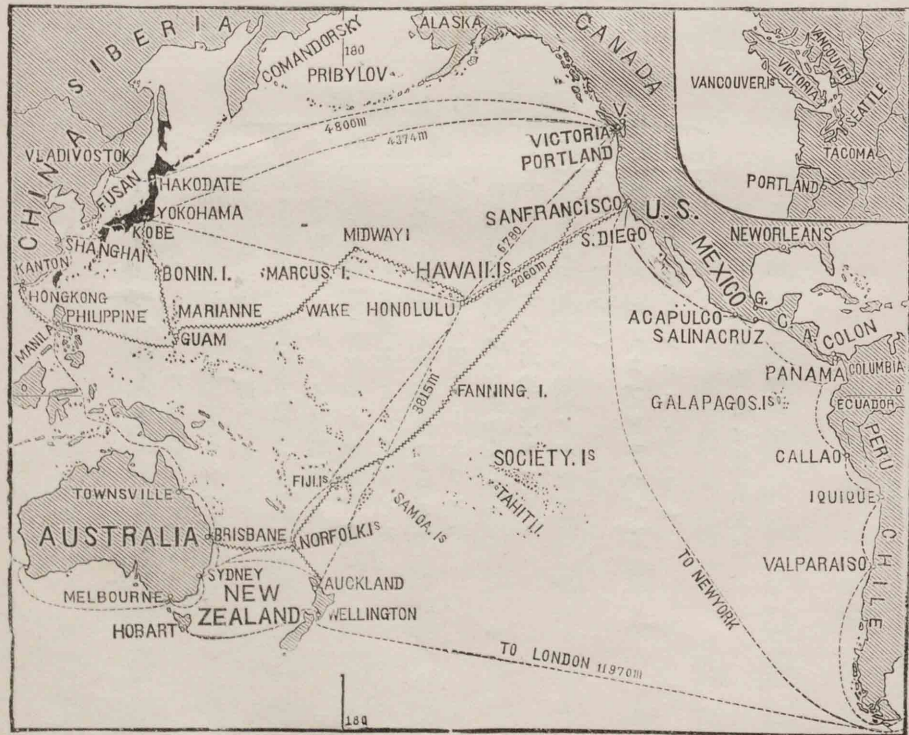 SIBERIA
COMANDORSKY
180
PRIBYLOV
ALASKA
CANADA
VANCOUVER.Is
VANCOUVER
VICTORIA
SEATTLE
TACOMA
PORTLAND
4800m
4374m
VICTORIA
PORTLAND
CHINA
VLADIVOSTOK
FUSAN
HAKODATE
YOKOHAMA
KOBE
SHANGHAI
KANTON
HONGKONG
PHILIPPINE
MANILA
BONIN. I.
MARCUS I.
MIDWAY I
HAWAII.Is
HONOLULU
MARIANNE
WAKE
GUAM
SANFRANCISCO
S. DIEGO
U.S.
6780
2060m
MEXICO
NEWORLEANS
G.
C.
A.
ACAPULCO
SALINACRUZ
COLON
PANAMA
COLUMBIA
ECUADOR
GALAPAGOS.Is
PERU
CALLAO
IQUIQUE
CHILE
VALPARAISO
3815m
FANNING I.
SOCIETY. Is
TAHITI.I.
SAMOA. Is
FIJI.Is
NORFOLK.Is
TOWNSVILLE
AUSTRALIA
BRISBANE
SYDNEY
MELBOURNE
HOBART
NEW
ZEALAND
AUCKLAND
WELLINGTON
TO NEWYORK
TO LONDON 11970m
180